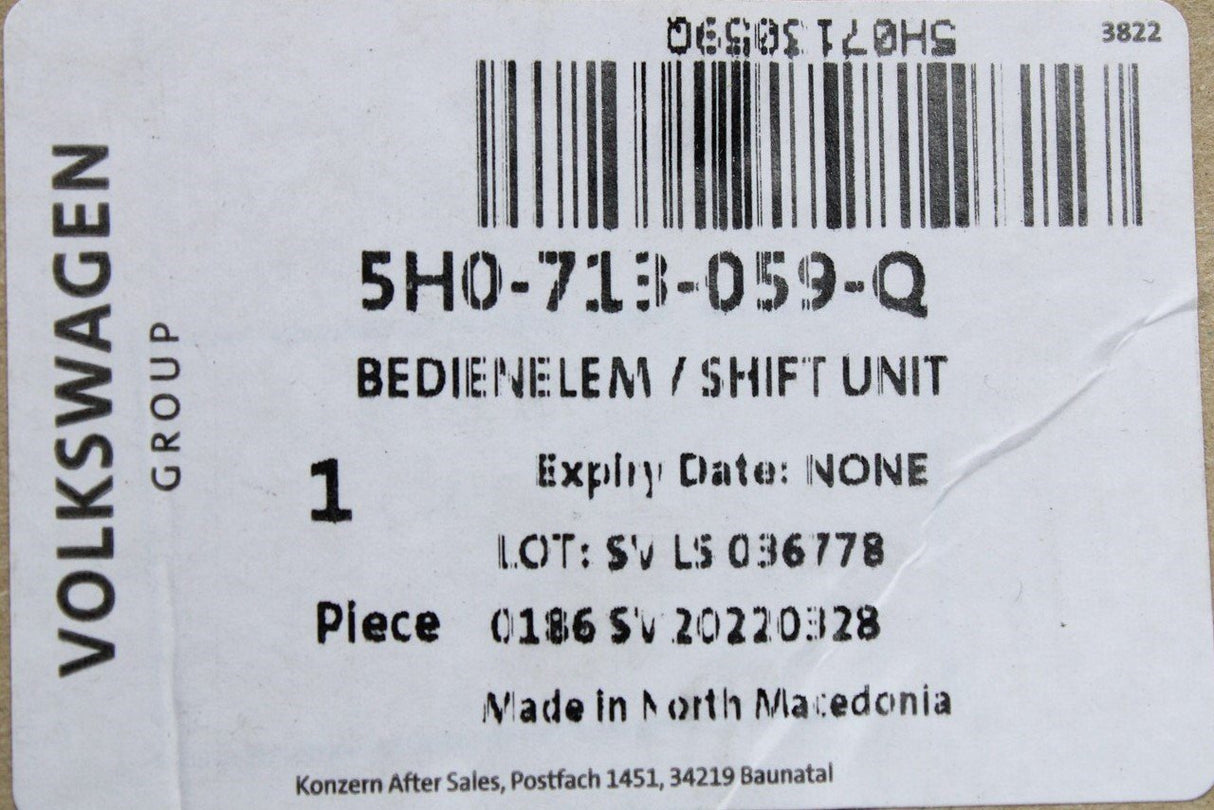 5H0713059Q
3822
5H0-713-059-Q
BEDIENELEM / SHIFT UNIT
1
Expiry Date: NONE
LOT: SV LS 036778
Piece
0186 SV 20220328
Made in North Macedonia
Konzern After Sales, Postfach 1451, 34219 Baunatal
VOLKSWAGEN
GROUP